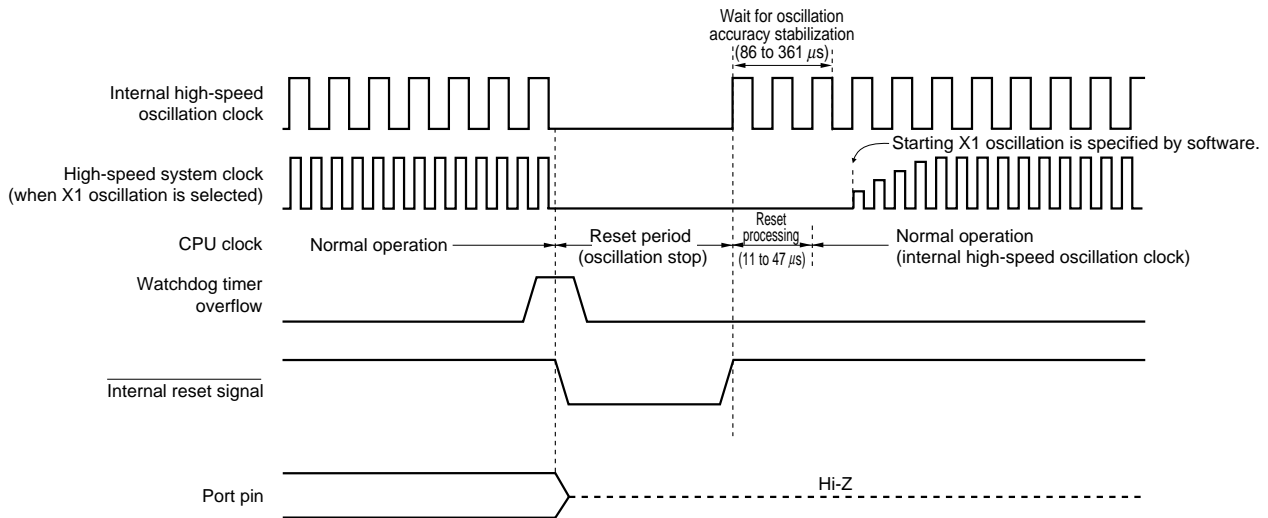 Wait for oscillation
accuracy stabilization
(86 to 361 μs)
Internal high-speed
oscillation clock
Starting X1 oscillation is specified by software.
High-speed system clock
(when X1 oscillation is selected)
CPU clock
Normal operation
Reset period
(oscillation stop)
Reset
processing
(11 to 47 μs)
Normal operation
(internal high-speed oscillation clock)
Watchdog timer
overflow
Internal reset signal
Port pin
Hi-Z